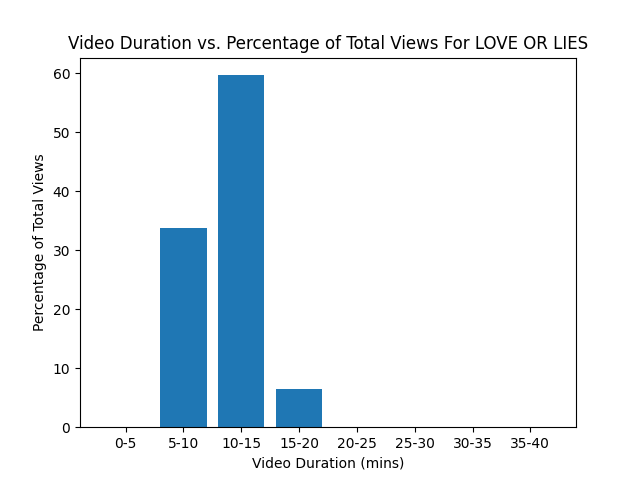 Video Duration vs. Percentage of Total Views For LOVE OR LIES
Percentage of Total Views
60
50
40
30
20
10
0
0-5 5-10 10-15 15-20 20-25 25-30 30-35 35-40
Video Duration (mins)